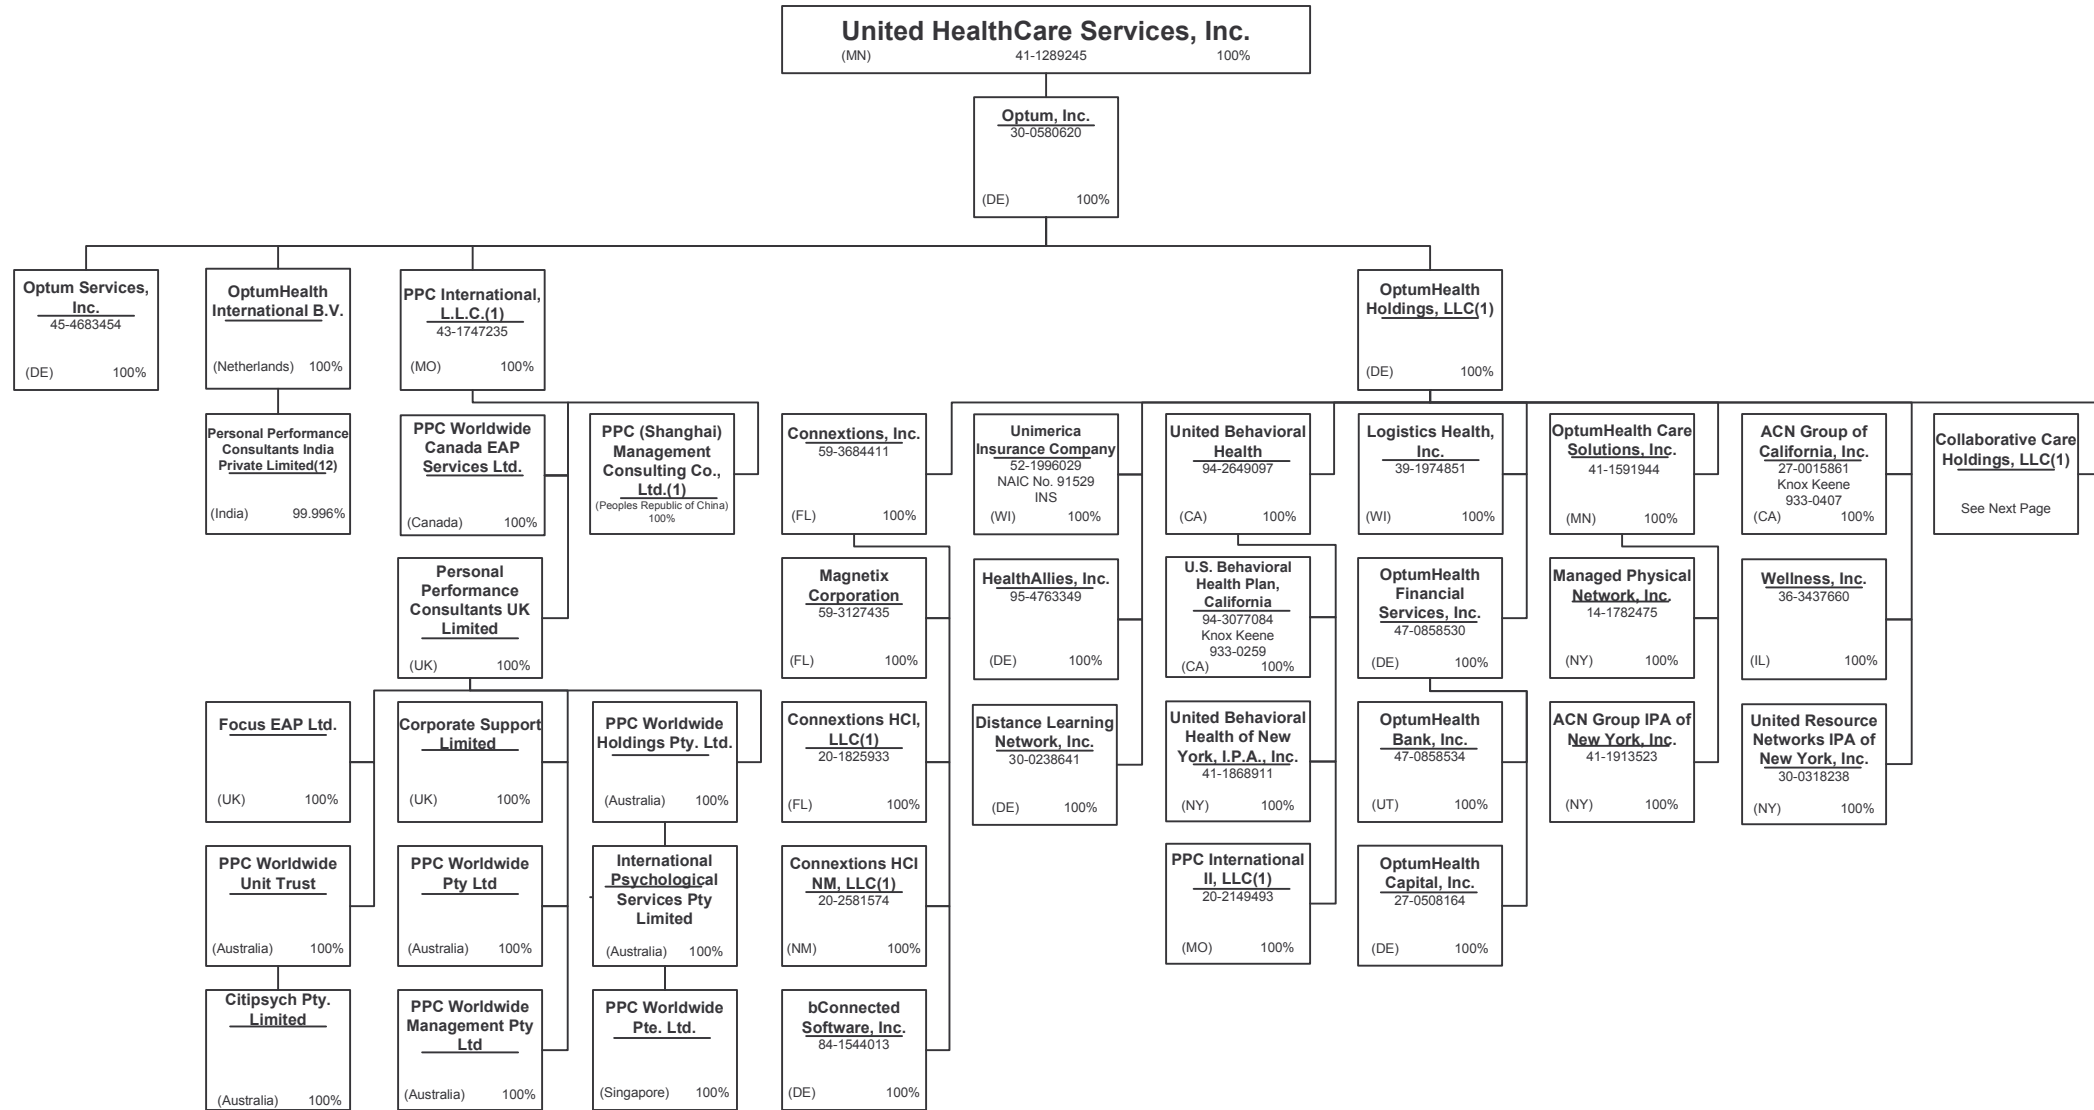 United HealthCare Services, Inc.
(MN) 41-1289245 100%
Optum, Inc.
30-0580620
(DE) 100%
Optum Services,
Inc.
45-4683454
(DE) 100%
OptumHealth
International B.V.
(Netherlands) 100%
PPC International,
L.L.C.(1)
43-1747235
(MO) 100%
OptumHealth
Holdings, LLC(1)
(DE) 100%
Personal Performance
Consultants India
Private Limited(12)
(India) 99.996%
PPC Worldwide
Canada EAP
Services Ltd.
(Canada) 100%
PPC (Shanghai)
Management
Consulting Co.,
Ltd.(1)
(Peoples Republic of China)
100%
Connextions, Inc.
59-3684411
(FL) 100%
Unimerica
Insurance Company
52-1996029
NAIC No. 91529
INS
(WI) 100%
United Behavioral
Health
94-2649097
(CA) 100%
Logistics Health,
Inc.
39-1974851
(WI) 100%
OptumHealth Care
Solutions, Inc.
41-1591944
(MN) 100%
ACN Group of
California, Inc.
27-0015861
Knox Keene
933-0407
(CA) 100%
Collaborative Care
Holdings, LLC(1)
See Next Page
Personal
Performance
Consultants UK
Limited
(UK) 100%
Magnetix
Corporation
59-3127435
(FL) 100%
HealthAllies, Inc.
95-4763349
(DE) 100%
U.S. Behavioral
Health Plan,
California
94-3077084
Knox Keene
933-0259
(CA) 100%
OptumHealth
Financial
Services, Inc.
47-0858530
(DE) 100%
Managed Physical
Network, Inc.
14-1782475
(NY) 100%
Wellness, Inc.
36-3437660
(IL) 100%
Focus EAP Ltd.
(UK) 100%
Corporate Support
Limited
(UK) 100%
PPC Worldwide
Holdings Pty. Ltd.
(Australia) 100%
Connextions HCI,
LLC(1)
20-1825933
(FL) 100%
Distance Learning
Network, Inc.
30-0238641
(DE) 100%
United Behavioral
Health of New
York, I.P.A., Inc.
41-1868911
(NY) 100%
OptumHealth
Bank, Inc.
47-0858534
(UT) 100%
ACN Group IPA of
New York, Inc.
41-1913523
(NY) 100%
United Resource
Networks IPA of
New York, Inc.
30-0318238
(NY) 100%
PPC Worldwide
Unit Trust
(Australia) 100%
PPC Worldwide
Pty Ltd
(Australia) 100%
International
Psychological
Services Pty
Limited
(Australia) 100%
Connextions HCI
NM, LLC(1)
20-2581574
(NM) 100%
PPC International
II, LLC(1)
20-2149493
(MO) 100%
OptumHealth
Capital, Inc.
27-0508164
(DE) 100%
Citipsych Pty.
Limited
(Australia) 100%
PPC Worldwide
Management Pty
Ltd
(Australia) 100%
PPC Worldwide
Pte. Ltd.
(Singapore) 100%
bConnected
Software, Inc.
84-1544013
(DE) 100%